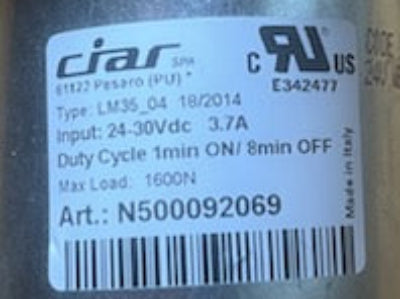 ciar SPA
61122 Pesaro (PU) *
C RU US
E342477
Type: LM35_04 18/2014
Input: 24-30Vdc 3.7A
Duty Cycle 1min ON/ 8min OFF
Max Load: 1600N
Art.: N500092069
Made in Italy